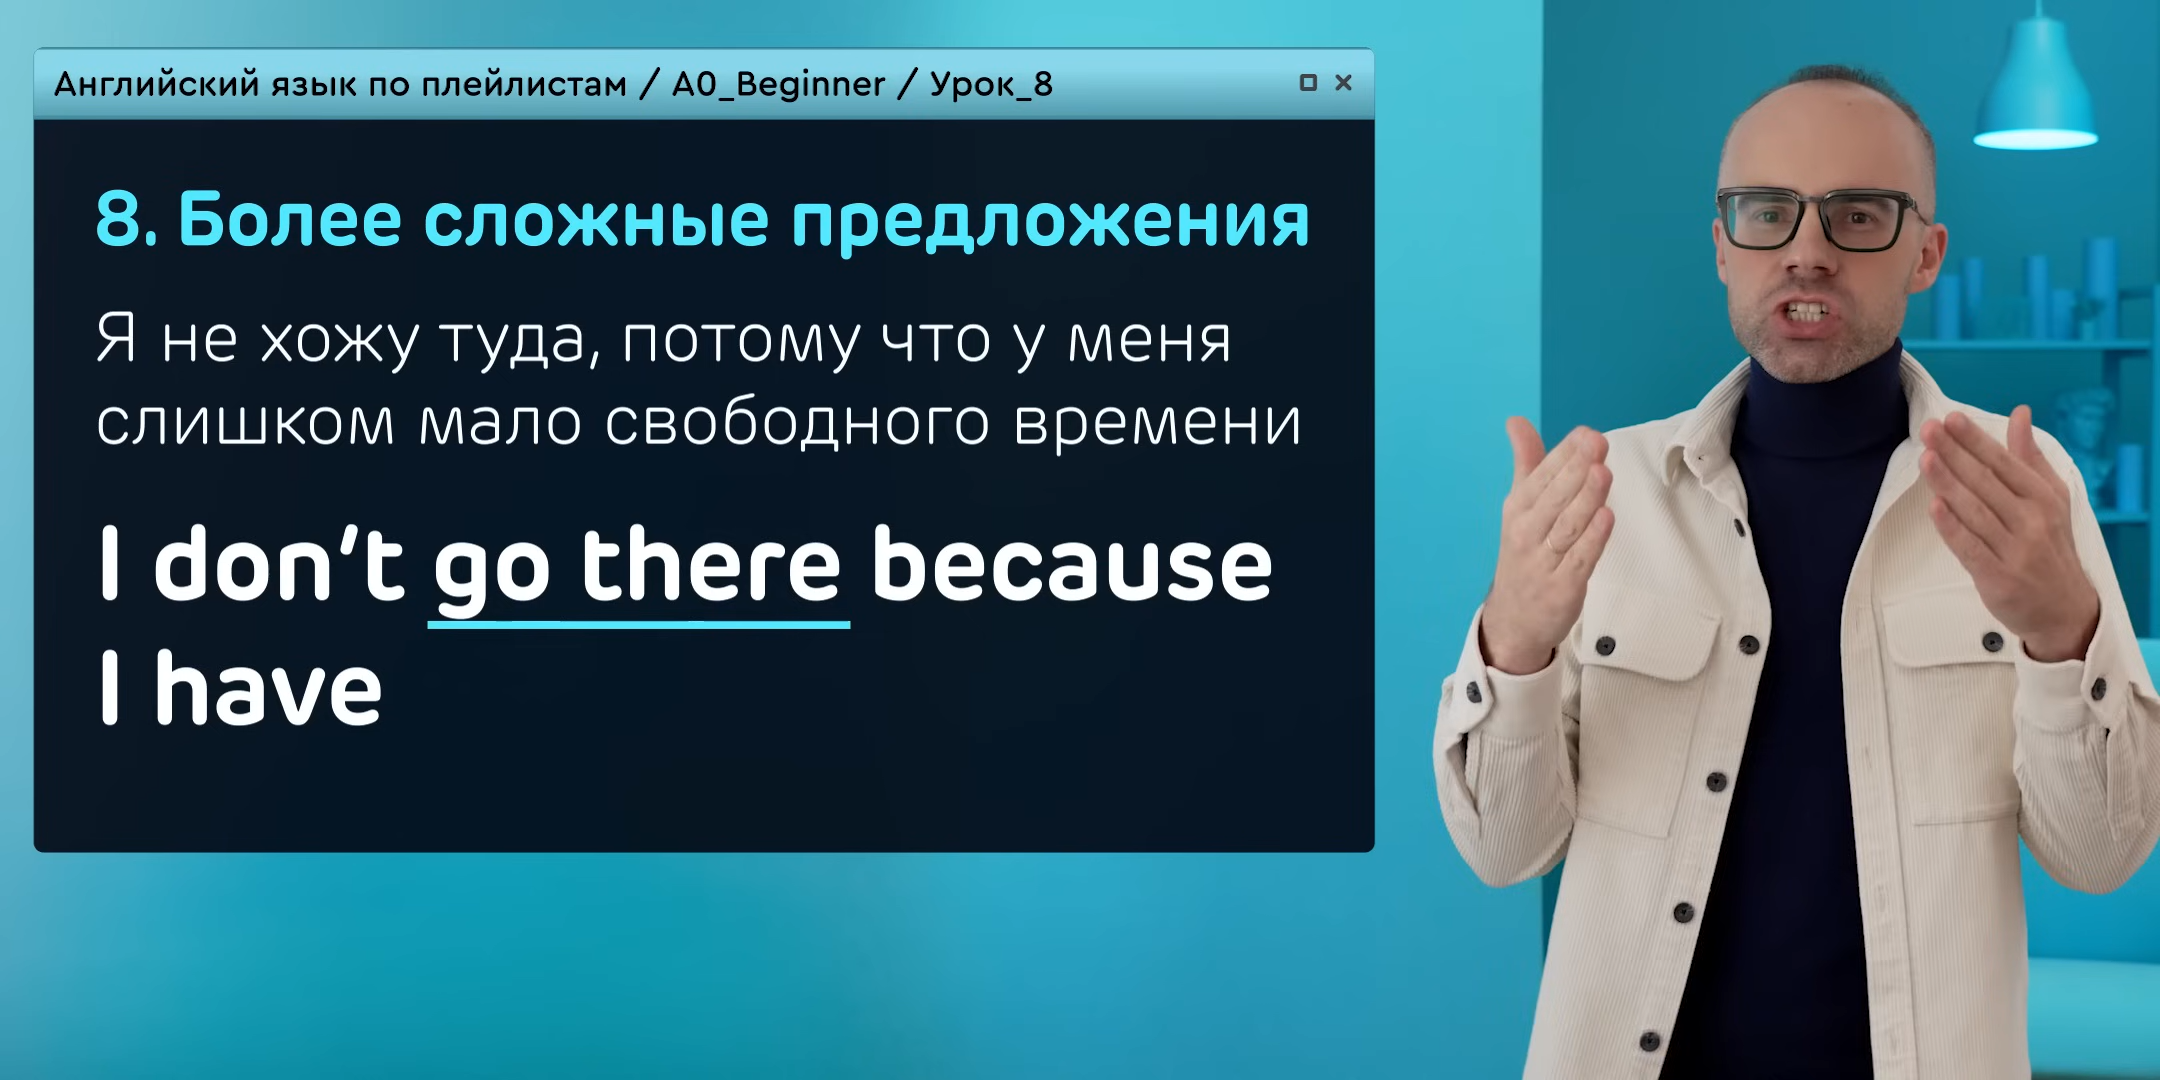 Английский язык по плейлистам / A0_Beginner / Урок_8
8. Более сложные предложения
Я не хожу туда, потому что у меня
слишком мало свободного времени
I don’t go there because
I have